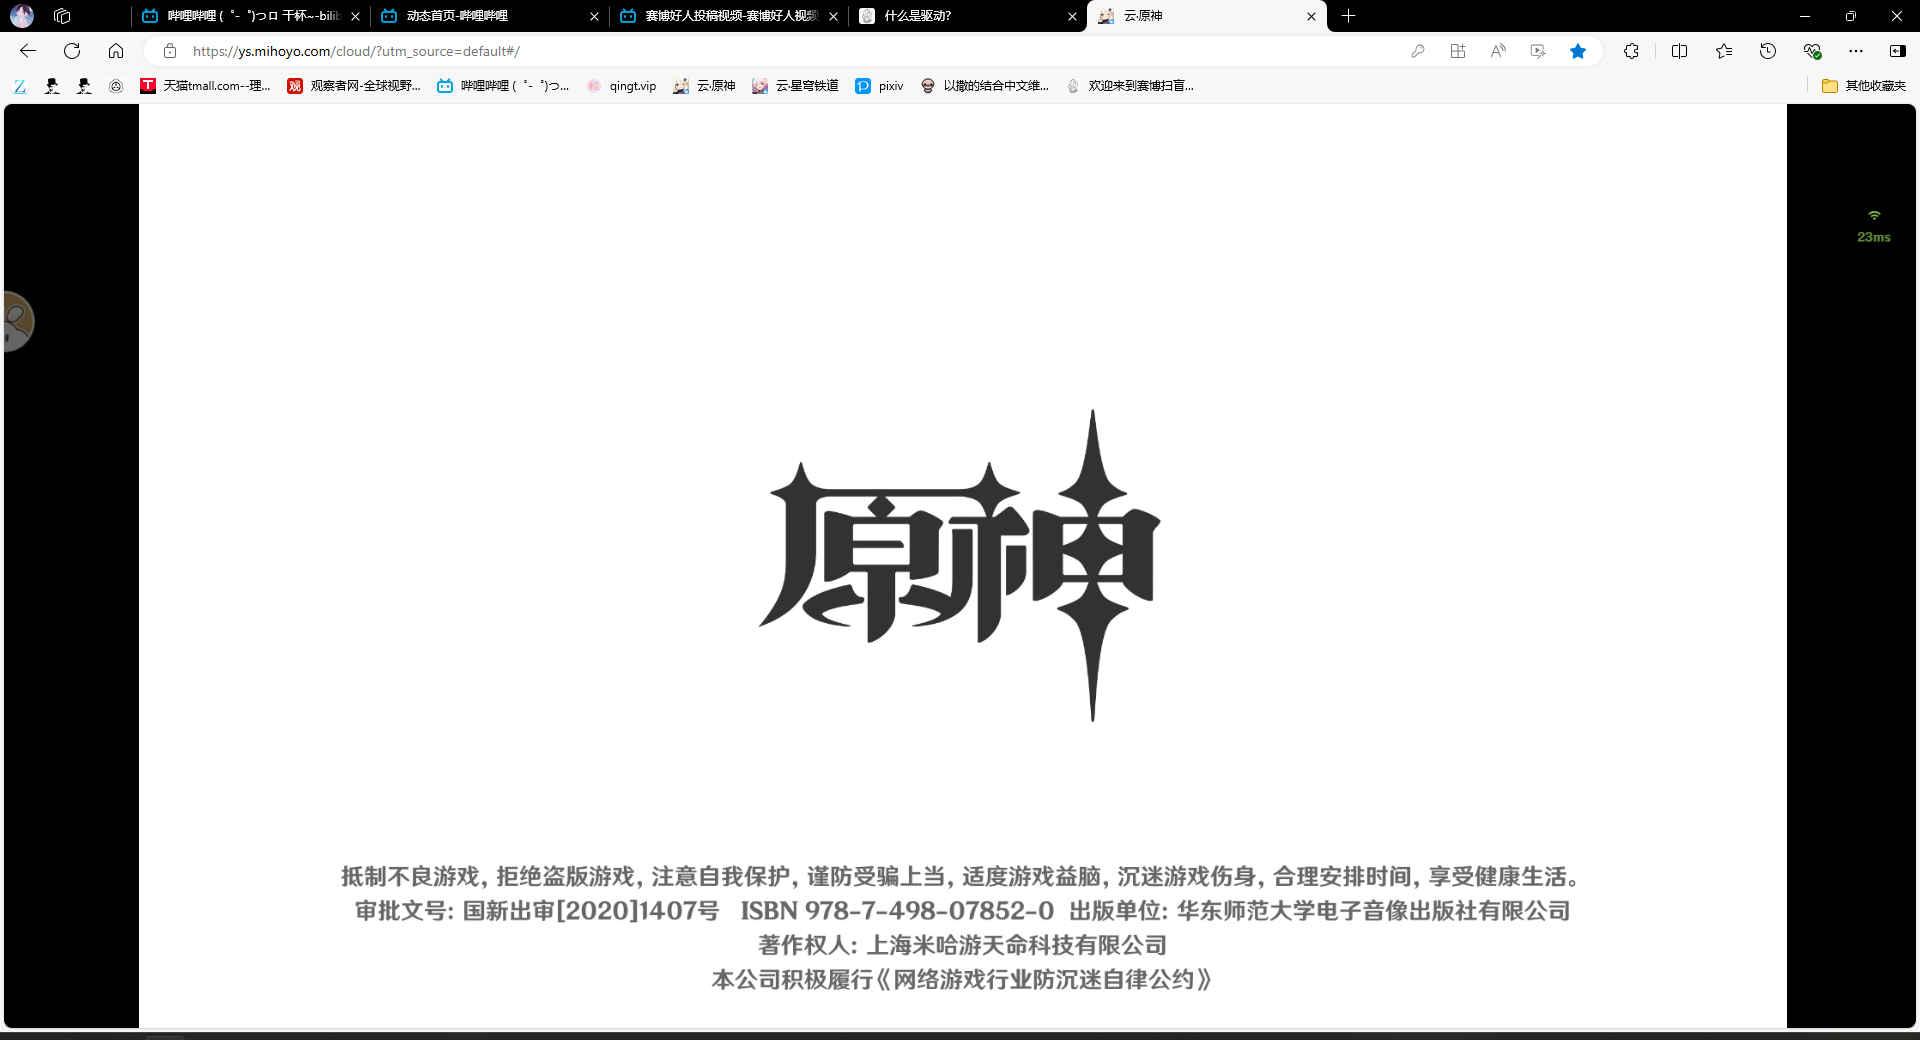 哔哩哔哩 (゜-゜)つロ 干杯~-bilib
动态首页-哔哩哔哩
赛博好人投稿视频-赛博好人视频
什么是驱动?
云·原神
https://ys.mihoyo.com/cloud/?utm_source=default#/
天猫tmall.com--理...
观察者网-全球视野...
哔哩哔哩 (゜-゜)つ...
qingt.vip
云·原神
云·星穹铁道
pixiv
以撒的结合中文维...
欢迎来到赛博扫盲...
其他收藏夹
23ms
原神
抵制不良游戏, 拒绝盗版游戏, 注意自我保护, 谨防受骗上当, 适度游戏益脑, 沉迷游戏伤身, 合理安排时间, 享受健康生活。
审批文号: 国新出审[2020]1407号 ISBN 978-7-498-07852-0 出版单位: 华东师范大学电子音像出版社有限公司
著作权人: 上海米哈游天命科技有限公司
本公司积极履行《网络游戏行业防沉迷自律公约》